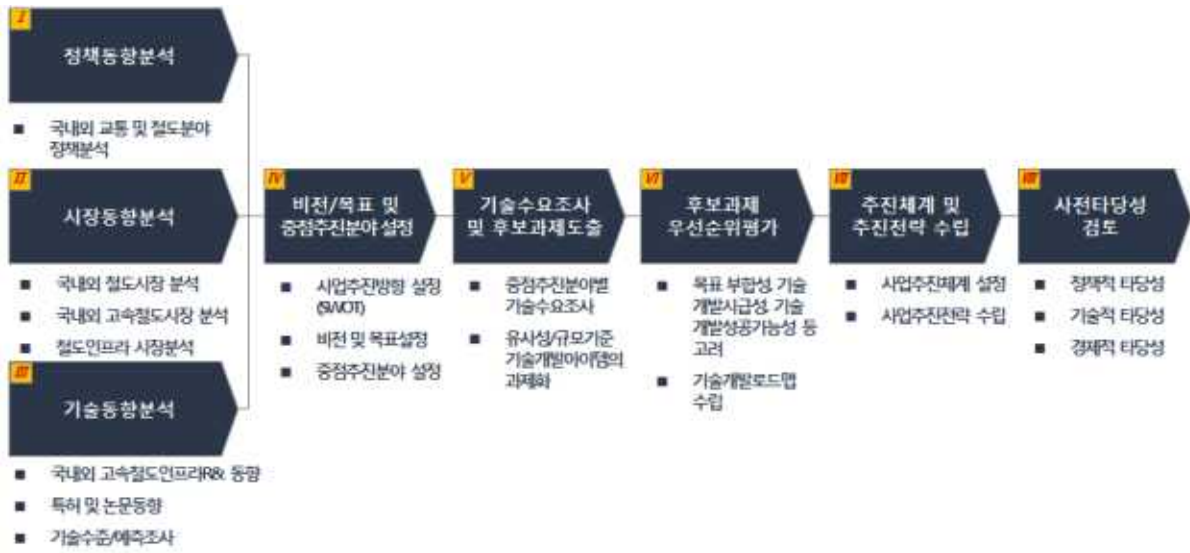 I
정책동향분석
■ 국내외 교통 및 철도분야
정책분석
II
시장동향분석
■ 국내외 철도시장 분석
■ 국내외 고속철도시장 분석
■ 철도인프라 시장분석
III
기술동향분석
■ 국내외 고속철도인프라R&D 동향
■ 특허 및 논문동향
■ 기술수준/예측조사
IV
비전/목표 및
중점추진분야 설정
■ 사업추진방향 설정
(SWOT)
■ 비전 및 목표설정
■ 중점추진분야 설정
V
기술수요조사
및 후보과제도출
■ 중점추진분야별
기술수요조사
■ 유사성/규모기준
기술개발아이템의
과제화
VI
후보과제
우선순위평가
■ 목표 부합성, 기술
개발시급성, 기술
개발성공가능성 등
고려
■ 기술개발로드맵
수립
VII
추진체계 및
추진전략 수립
■ 사업추진체계 설정
■ 사업추진전략 수립
VIII
사전타당성
검토
■ 정책적 타당성
■ 기술적 타당성
■ 경제적 타당성